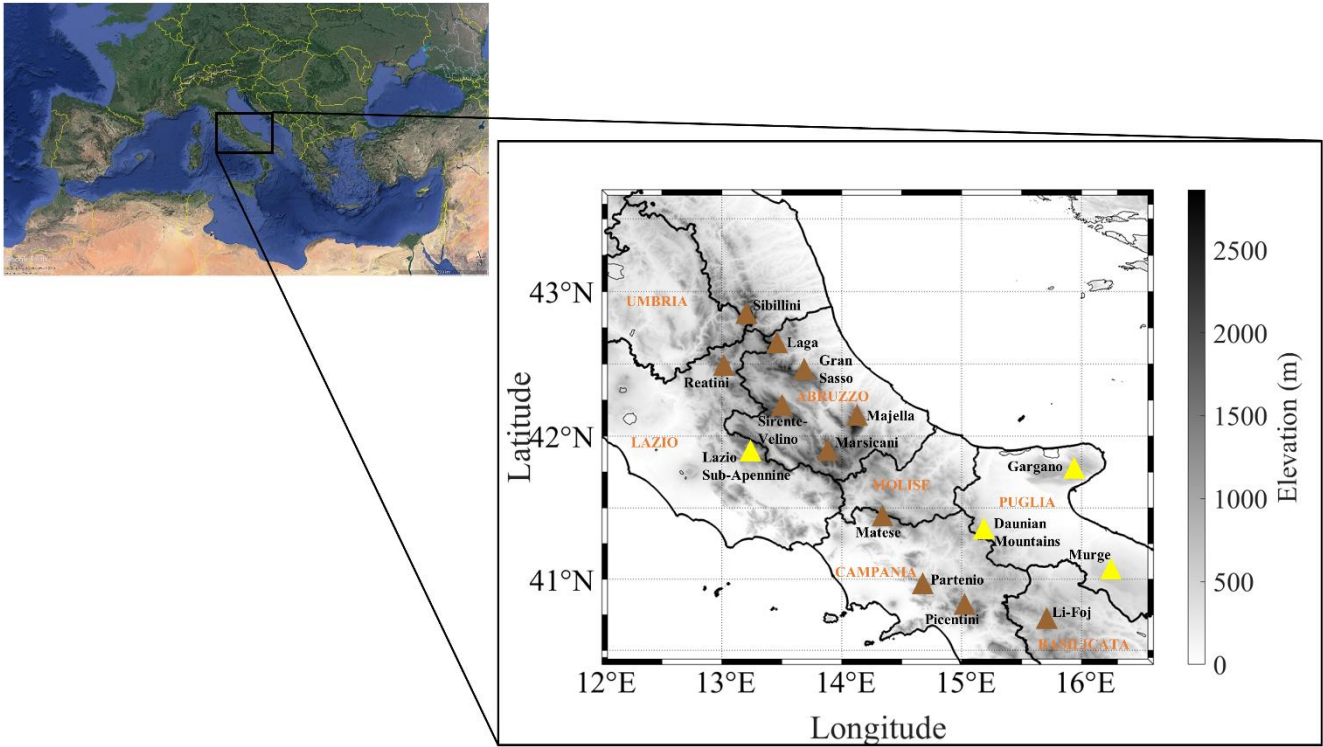 43°N
42°N
41°N
12°E
13°E
14°E
15°E
16°E
Latitude
Longitude
UMBRIA
Sibillini
Laga
Gran
Sasso
Reatini
ABRUZZO
Majella
Sirente-
Velino
LAZIO
Marsicani
Lazio
Sub-Apennine
Gargano
MOLISE
PUGLIA
Matese
Daunian
Mountains
Murge
CAMPANIA
Partenio
Picentini
Li-Foj
BASILICATA
2500
2000
1500
1000
500
0
Elevation (m)